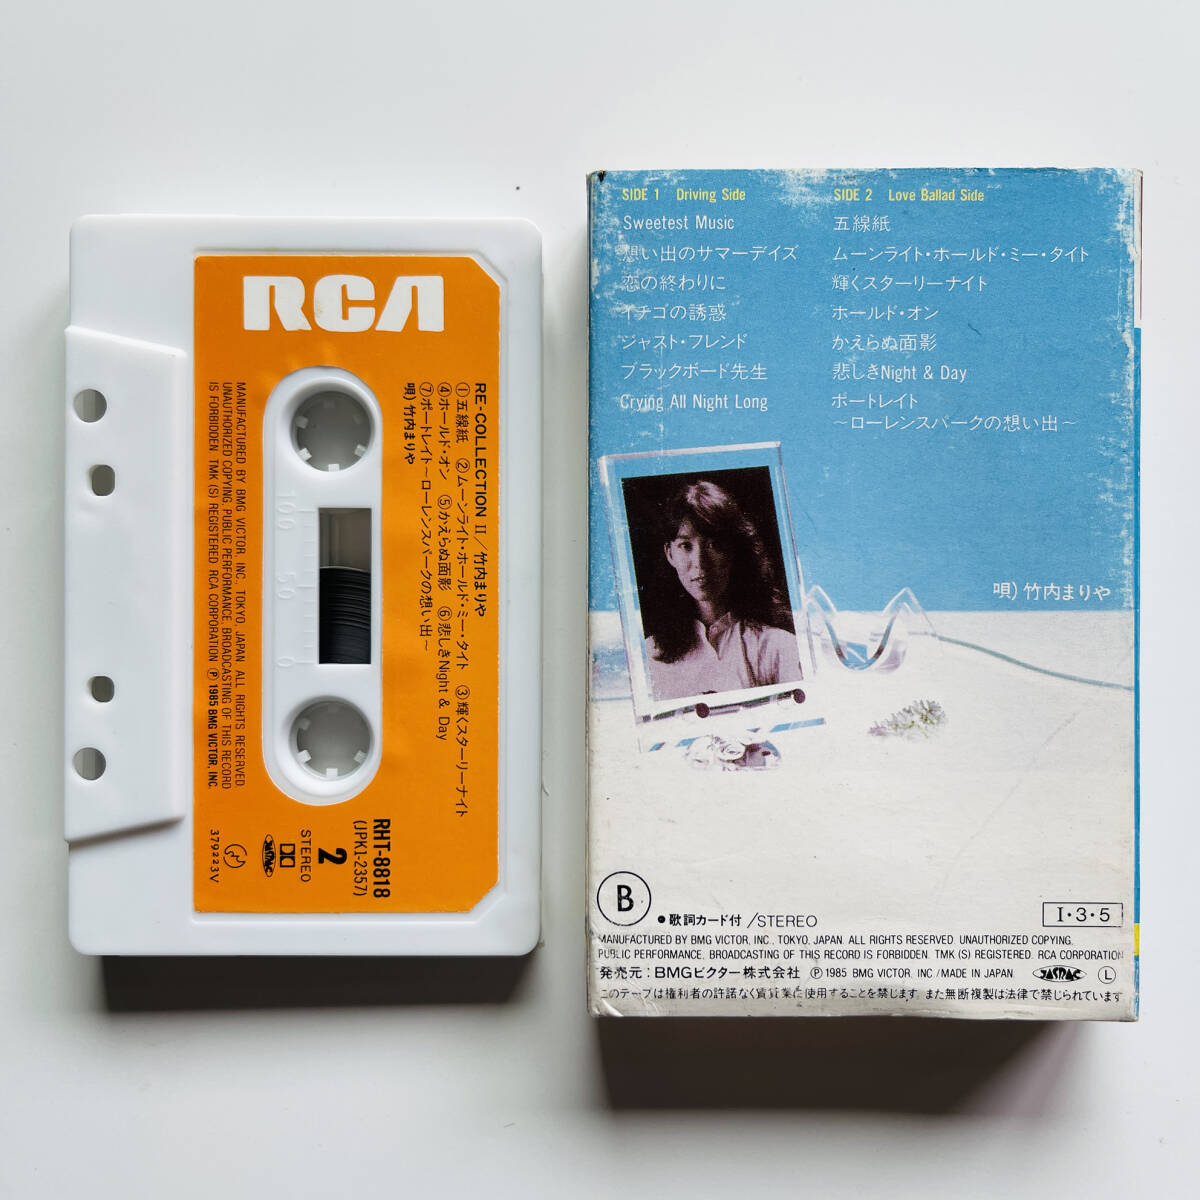 RCA
RE-COLLECTION II／竹内まりや
①五線紙 ②ムーンライト・ホールド・ミー・タイト ③輝くスターリーナイト
④ホールド・オン ⑤かえらぬ面影 ⑥悲しきNight & Day
⑦ポートレイト〜ローレンスパークの想い出〜
唄）竹内まりや
MANUFACTURED BY BMG VICTOR, INC. TOKYO, JAPAN. ALL RIGHTS RESERVED.
UNAUTHORIZED COPYING, PUBLIC PERFORMANCE, BROADCASTING OF THIS RECORD
IS FORBIDDEN. TMK (S) REGISTERED. RCA CORPORATION Ⓟ 1985 BMG VICTOR, INC.
RHT-8818
(JPK1-2357)
2
STEREO
JASRAC
379223V
100 50 0
SIDE 1 Driving Side
Sweetest Music
想い出のサマーデイズ
恋の終わりに
イチゴの誘惑
ジャスト・フレンド
ブラックボード先生
Crying All Night Long
SIDE 2 Love Ballad Side
五線紙
ムーンライト・ホールド・ミー・タイト
輝くスターリーナイト
ホールド・オン
かえらぬ面影
悲しきNight & Day
ポートレイト
〜ローレンスパークの想い出〜
唄）竹内まりや
B
●歌詞カード付／STEREO
I・3・5
MANUFACTURED BY BMG VICTOR, INC., TOKYO, JAPAN. ALL RIGHTS RESERVED. UNAUTHORIZED COPYING,
PUBLIC PERFORMANCE, BROADCASTING OF THIS RECORD IS FORBIDDEN. TMK (S) REGISTERED. RCA CORPORATION
発売元：BMGビクター株式会社 Ⓟ 1985 BMG VICTOR, INC./MADE IN JAPAN JASRAC Ⓛ
このテープは権利者の許諾なく賃貸業に使用することを禁じます。また無断複製は法律で禁じられています